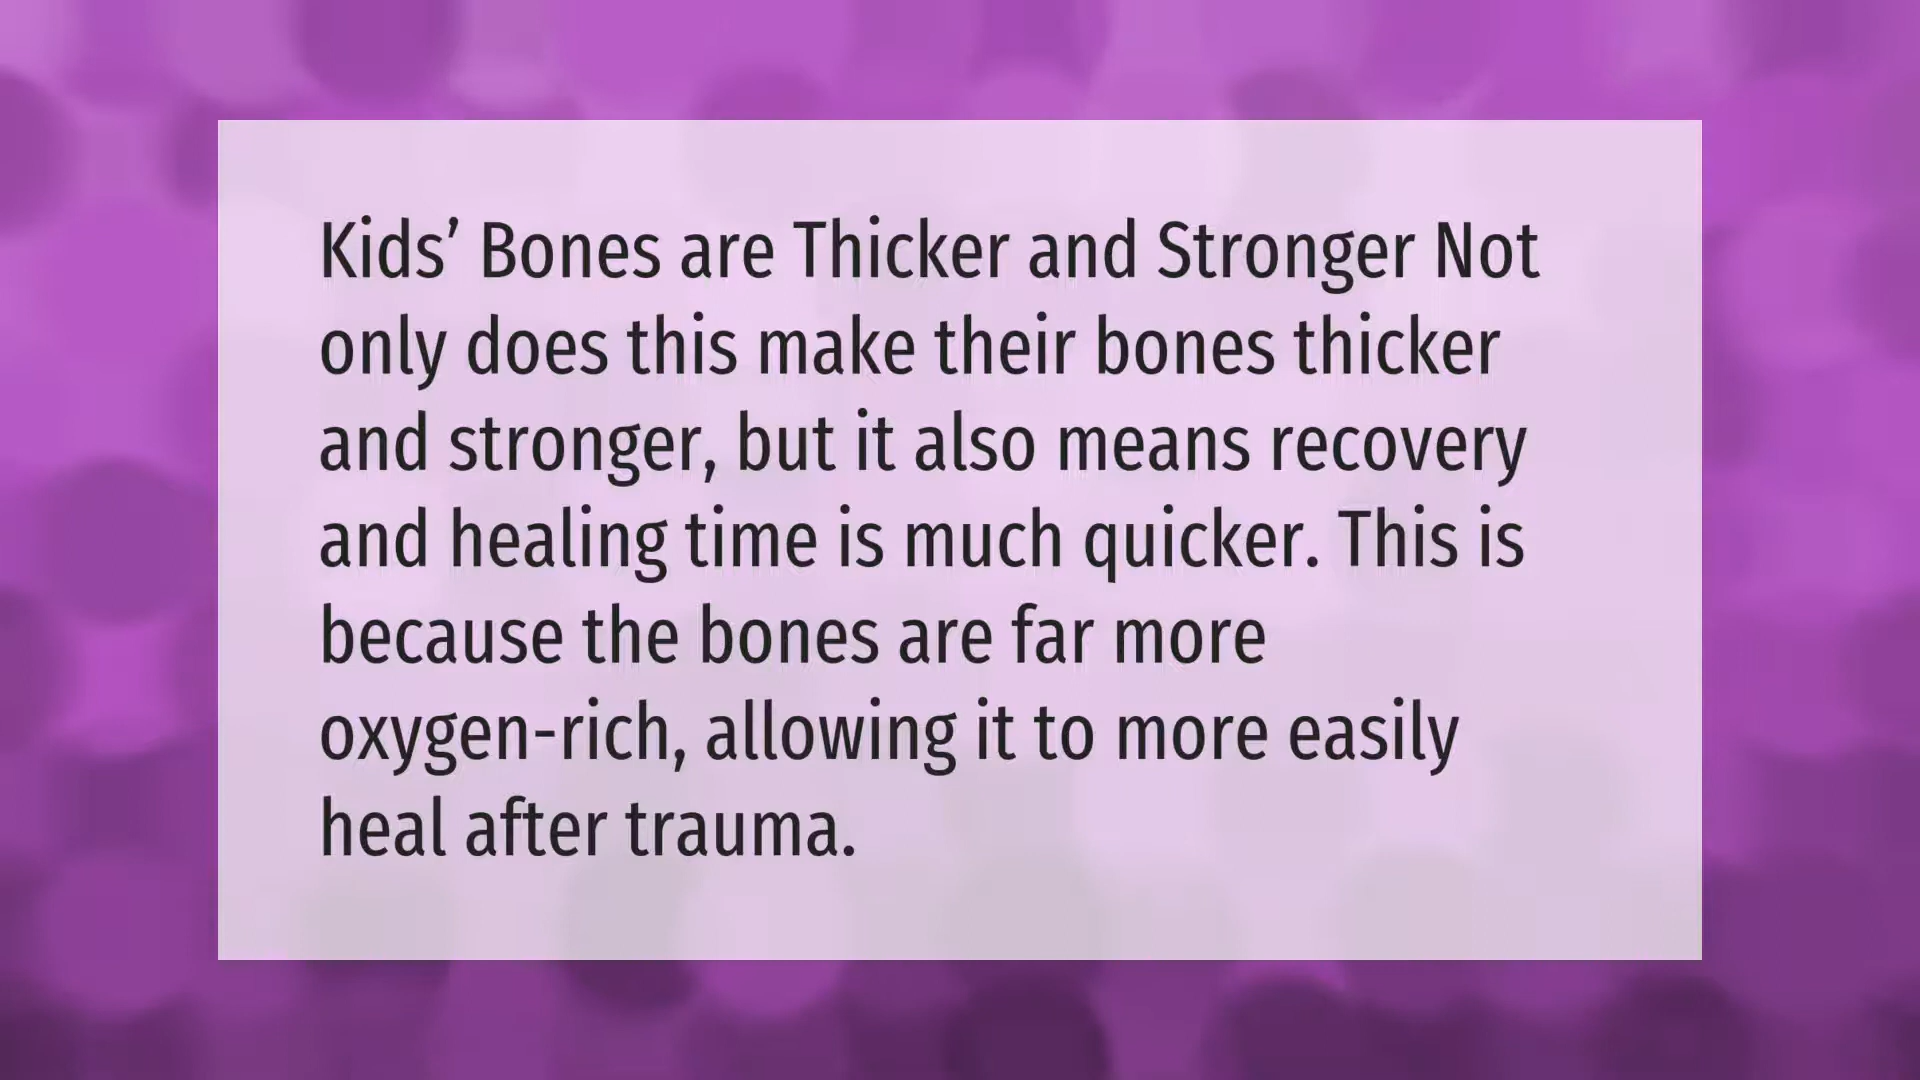 Kids’ Bones are Thicker and Stronger Not
only does this make their bones thicker
and stronger, but it also means recovery
and healing time is much quicker. This is
because the bones are far more
oxygen-rich, allowing it to more easily
heal after trauma.